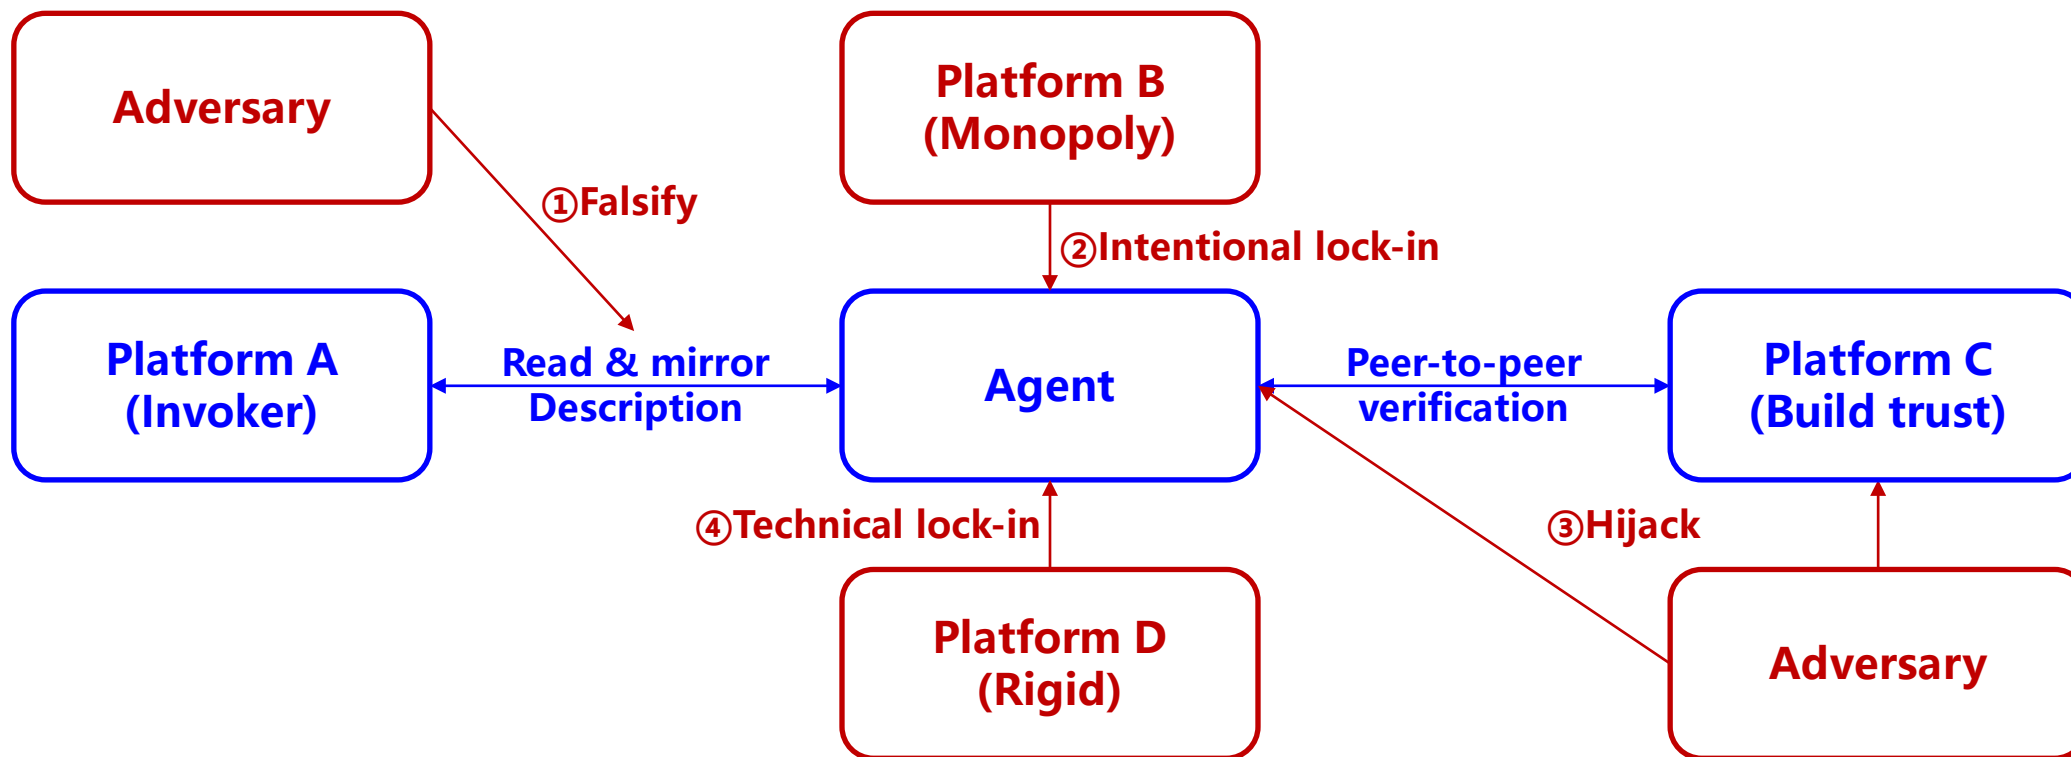 Adversary
Platform B
(Monopoly)
①Falsify
②Intentional lock-in
Platform A
(Invoker)
Read & mirror
Description
Agent
Peer-to-peer
verification
Platform C
(Build trust)
④Technical lock-in
③Hijack
Platform D
(Rigid)
Adversary